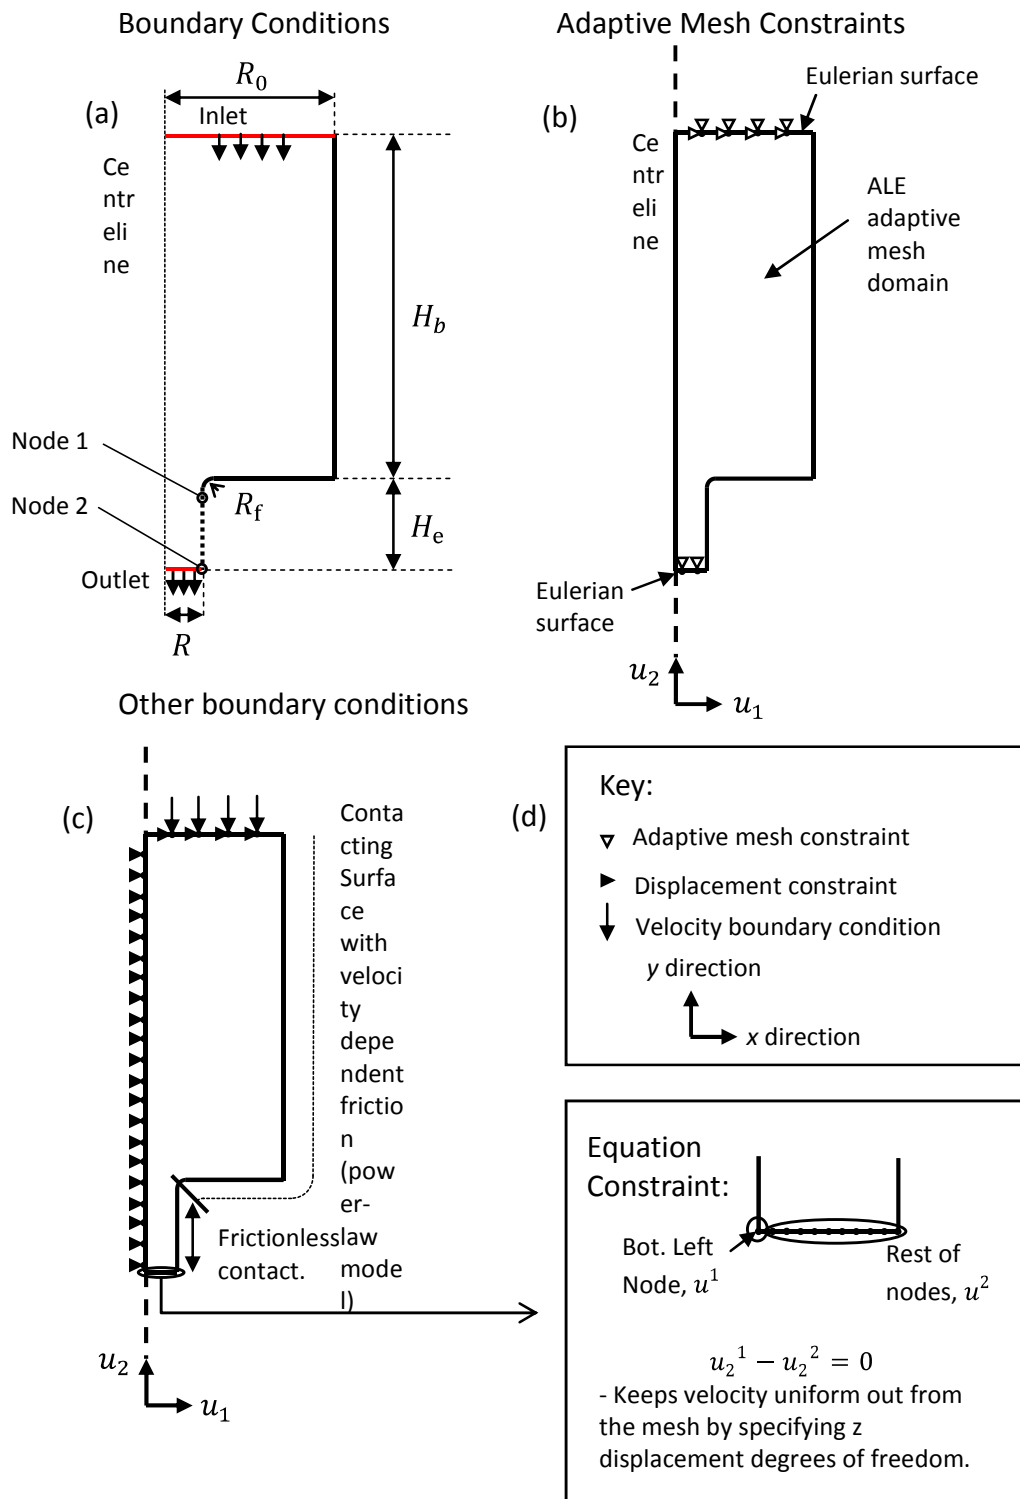 Boundary Conditions
Adaptive Mesh Constraints
(a)
R₀
Inlet
Ce
ntr
eli
ne
H_b
Node 1
Node 2
R_f
H_e
Outlet
R
(b)
Eulerian surface
Ce
ntr
eli
ne
ALE
adaptive
mesh
domain
Eulerian
surface
u₂
u₁
Other boundary conditions
(c)
Conta
cting
Surfa
ce
with
veloci
ty
depe
ndent
frictio
n
(pow
er-
law
mode
l)
Frictionless
contact.
u₂
u₁
(d)
Key:
Adaptive mesh constraint
Displacement constraint
Velocity boundary condition
y direction
x direction
Equation
Constraint:
Bot. Left
Node, u¹
Rest of
nodes, u²
u₂¹ − u₂² = 0
- Keeps velocity uniform out from
the mesh by specifying z
displacement degrees of freedom.